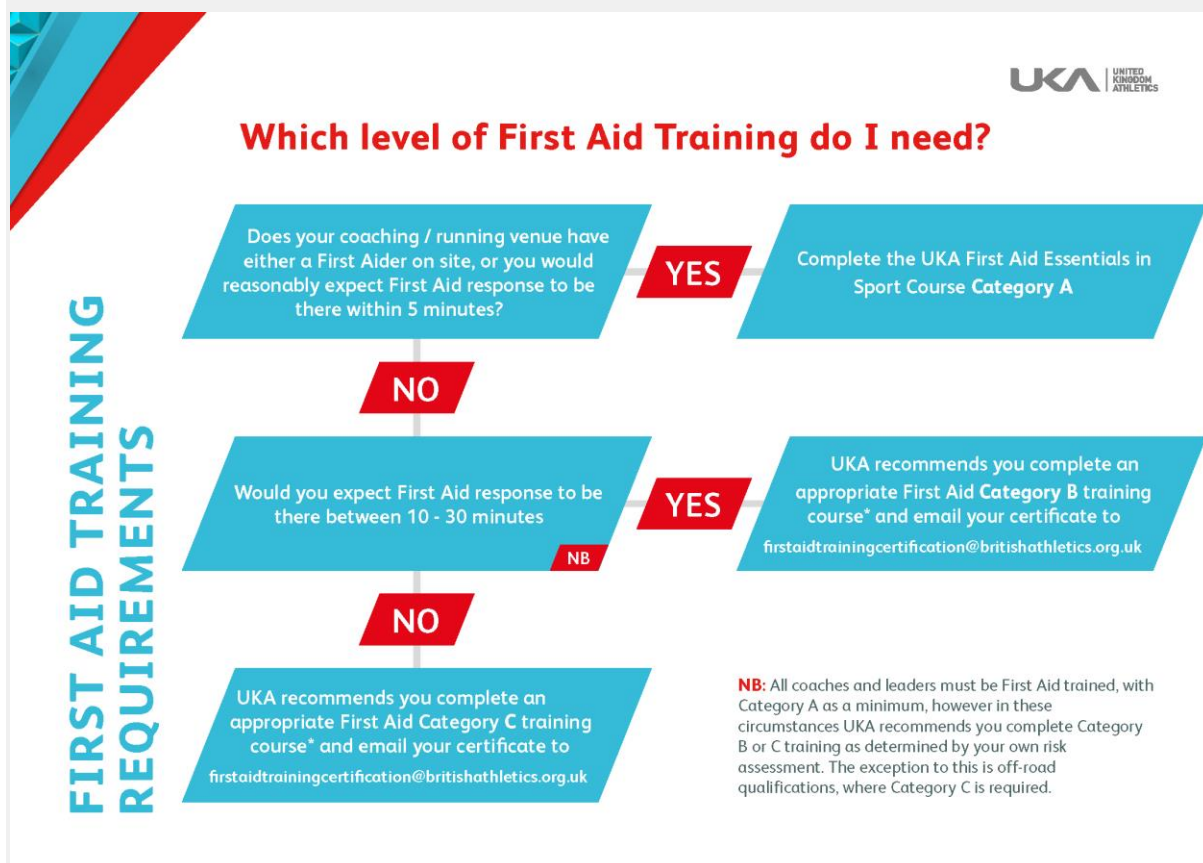 UKA UNITED
KINGDOM
ATHLETICS
Which level of First Aid Training do I need?
FIRST AID TRAINING
REQUIREMENTS
Does your coaching / running venue have
either a First Aider on site, or you would
reasonably expect First Aid response to be
there within 5 minutes?
YES
Complete the UKA First Aid Essentials in
Sport Course Category A
NO
Would you expect First Aid response to be
there between 10 - 30 minutes
NB
YES
UKA recommends you complete an
appropriate First Aid Category B training
course* and email your certificate to
firstaidtrainingcertification@britishathletics.org.uk
NO
UKA recommends you complete an
appropriate First Aid Category C training
course* and email your certificate to
firstaidtrainingcertification@britishathletics.org.uk
NB: All coaches and leaders must be First Aid trained, with
Category A as a minimum, however in these
circumstances UKA recommends you complete Category
B or C training as determined by your own risk
assessment. The exception to this is off-road
qualifications, where Category C is required.